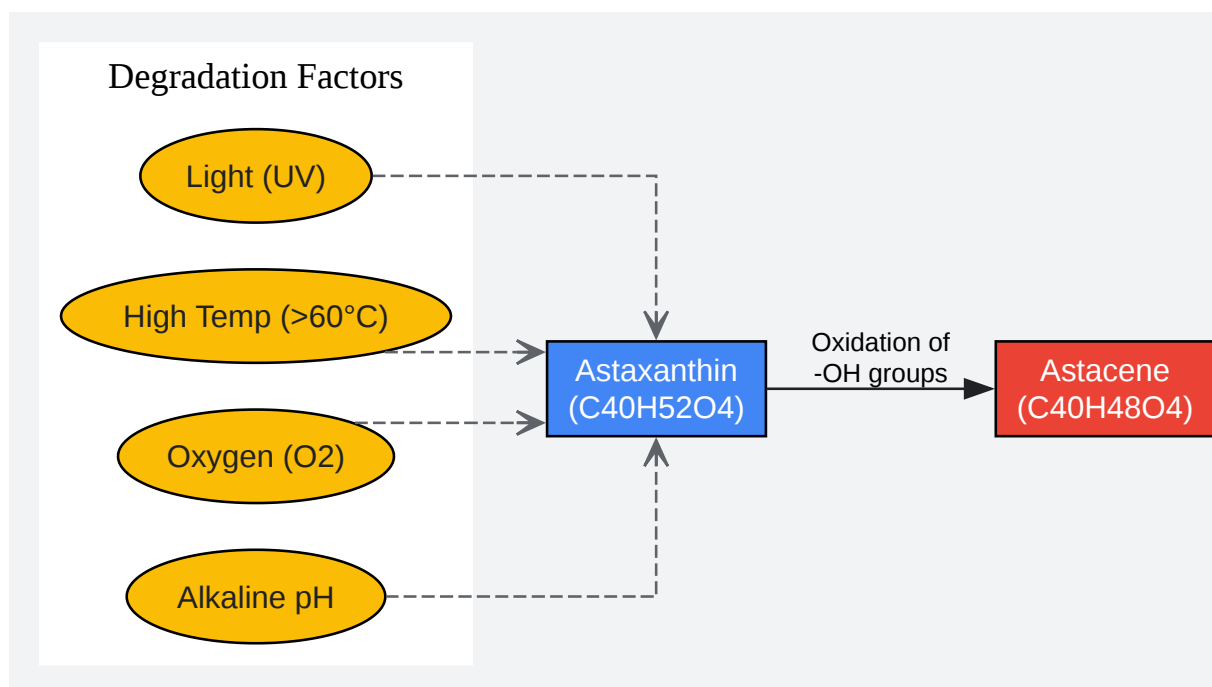 Degradation Factors
Light (UV)
High Temp (>60°C)
Oxygen (O2)
Alkaline pH
Astaxanthin
(C40H52O4)
Oxidation of
-OH groups
Astacene
(C40H48O4)